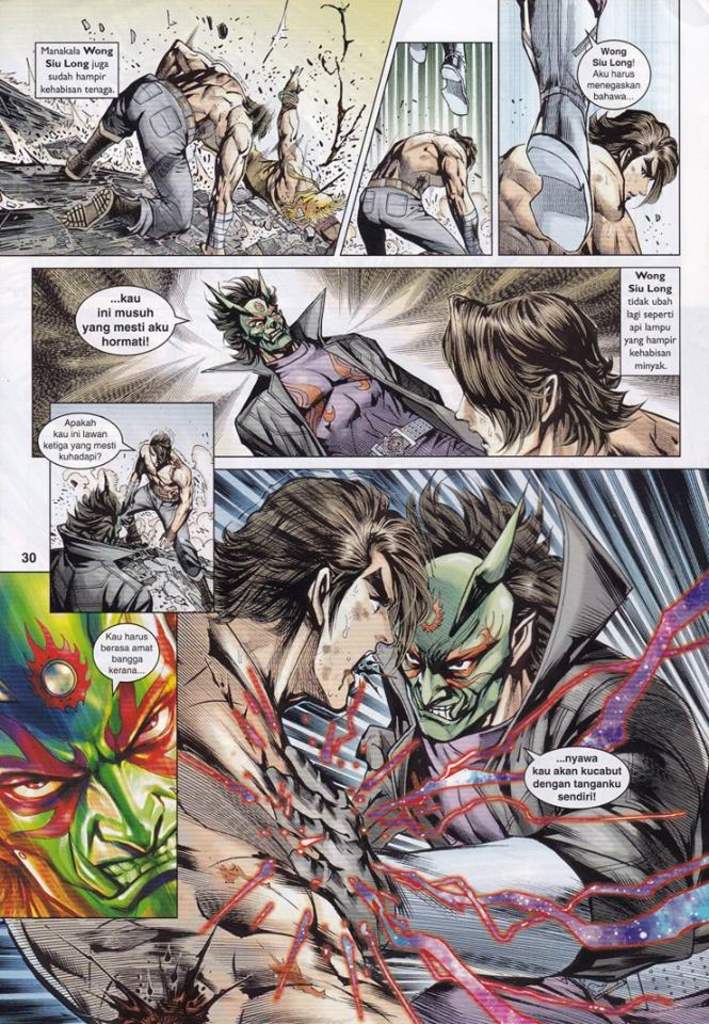 Manakala Wong
Siu Long juga
sudah hampir
kehabisan tenaga.
Wong
Siu Long!
Aku harus
menegaskan
bahawa...
...kau
ini musuh
yang mesti aku
hormati!
Wong
Siu Long
tidak ubah
lagi seperti
api lampu
yang hampir
kehabisan
minyak.
Apakah
kau ini lawan
ketiga yang mesti
kuhadapi?
30
Kau harus
berasa amat
bangga
kerana...
...nyawa
kau akan kucabut
dengan tanganku
sendiri!